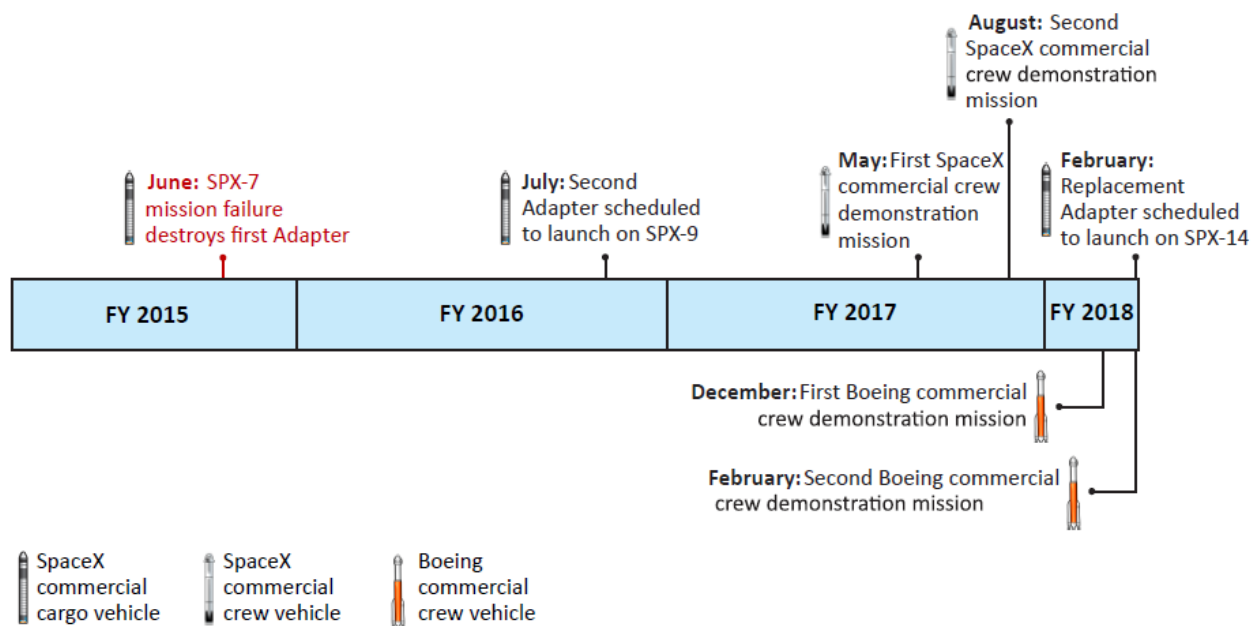 August: Second
SpaceX commercial
crew demonstration
mission
June: SPX-7
mission failure
destroys first Adapter
July: Second
Adapter scheduled
to launch on SPX-9
May: First SpaceX
commercial crew
demonstration
mission
February:
Replacement
Adapter scheduled
to launch on SPX-14
FY 2015
FY 2016
FY 2017
FY 2018
December: First Boeing commercial
crew demonstration mission
February: Second Boeing commercial
crew demonstration mission
SpaceX
commercial
cargo vehicle
SpaceX
commercial
crew vehicle
Boeing
commercial
crew vehicle